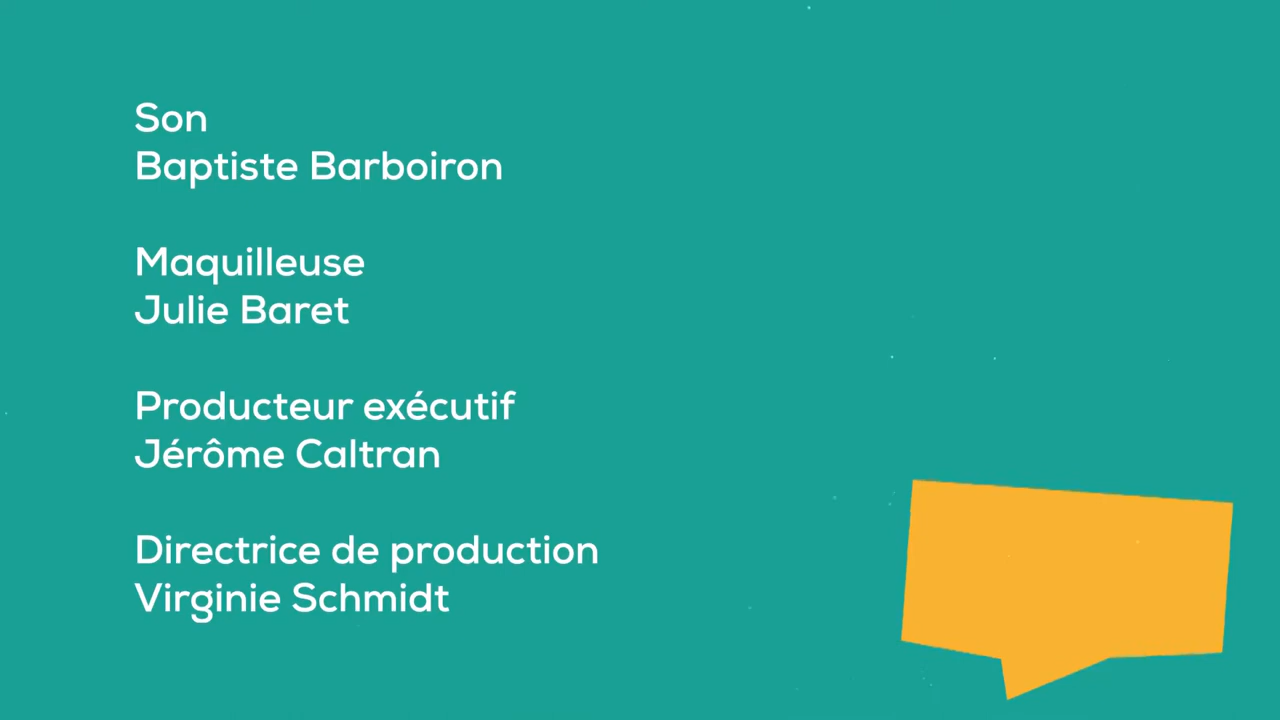 Son
Baptiste Barboiron
Maquilleuse
Julie Baret
Producteur exécutif
Jérôme Caltran
Directrice de production
Virginie Schmidt